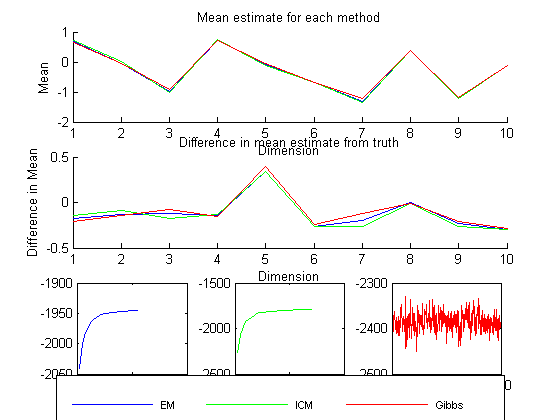 Mean estimate for each method
1
0
-1
-2
Mean
1 2 3 4 5 6 7 8 9 10
Dimension
Difference in mean estimate from truth
0.5
0
-0.5
Difference in Mean
1 2 3 4 5 6 7 8 9 10
Dimension
-1900
-1950
-2000
-2050
-1500
-2000
-2500
-2300
-2400
-2500
0
EM ICM Gibbs